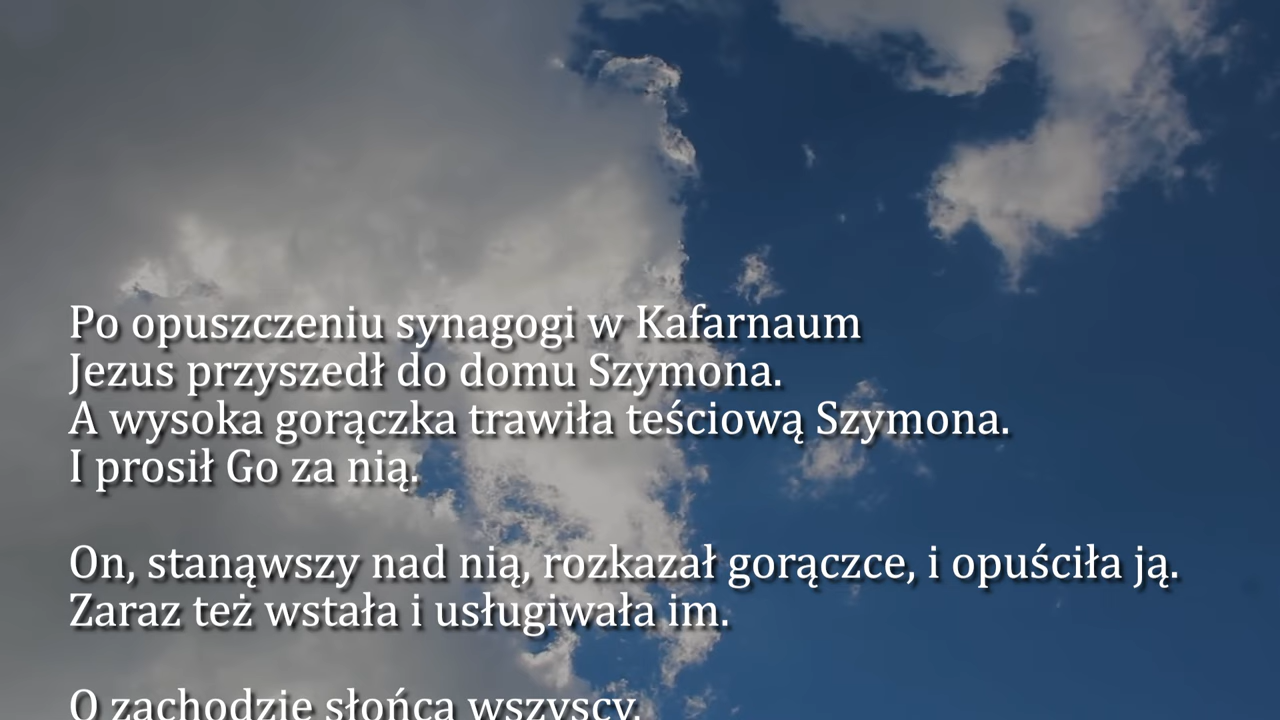 Po opuszczeniu synagogi w Kafarnaum
Jezus przyszedł do domu Szymona.
A wysoka gorączka trawiła teściową Szymona.
I prosił Go za nią.
On, stanąwszy nad nią, rozkazał gorączce, i opuściła ją.
Zaraz też wstała i usługiwała im.
O zachodzie słońca wszyscy,